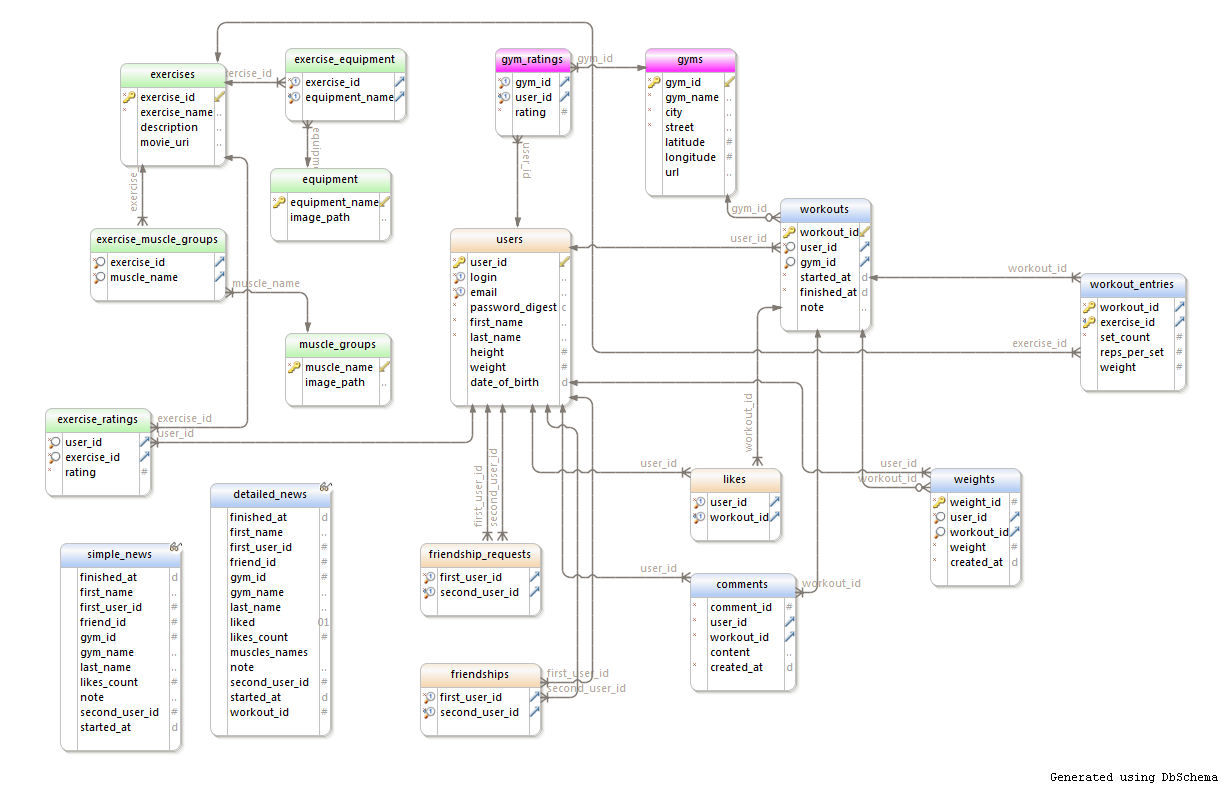 exercises
exercise_id
exercise_name
description
movie_uri
exercise_id
exercise_equipment
exercise_id
equipment_name
equipment
equipment_name
image_path
exercise
exercise_muscle_groups
exercise_id
muscle_name
muscle_name
muscle_groups
muscle_name
image_path
exercise_ratings
user_id
exercise_id
rating
exercise_id
user_id
gym_ratings
gym_id
user_id
rating
gym_id
user_id
gyms
gym_id
gym_name
city
street
latitude
longitude
url
users
user_id
login
email
password_digest
first_name
last_name
height
weight
date_of_birth
gym_id
user_id
workouts
workout_id
user_id
gym_id
started_at
finished_at
note
workout_id
exercise_id
workout_entries
workout_id
exercise_id
set_count
reps_per_set
weight
workout_id
user_id
likes
user_id
workout_id
user_id
workout_id
weights
weight_id
user_id
workout_id
weight
created_at
first_user_id
second_user_id
friendship_requests
first_user_id
second_user_id
user_id
workout_id
comments
comment_id
user_id
workout_id
content
created_at
friendships
first_user_id
second_user_id
first_user_id
second_user_id
detailed_news
finished_at
first_name
first_user_id
friend_id
gym_id
gym_name
last_name
liked
likes_count
muscles_names
note
second_user_id
started_at
workout_id
simple_news
finished_at
first_name
first_user_id
friend_id
gym_id
gym_name
last_name
likes_count
note
second_user_id
started_at
Generated using DbSchema